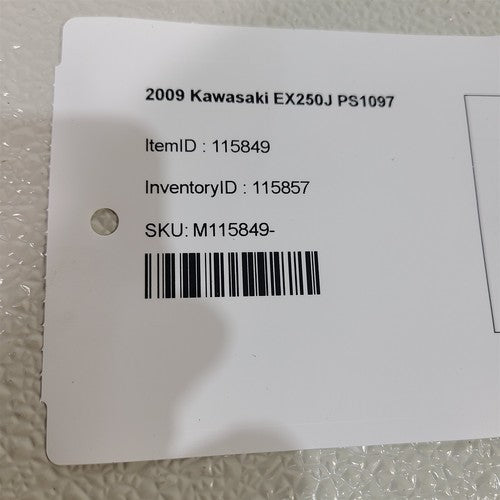 2009 Kawasaki EX250J PS1097
ItemID : 115849
InventoryID : 115857
SKU: M115849-